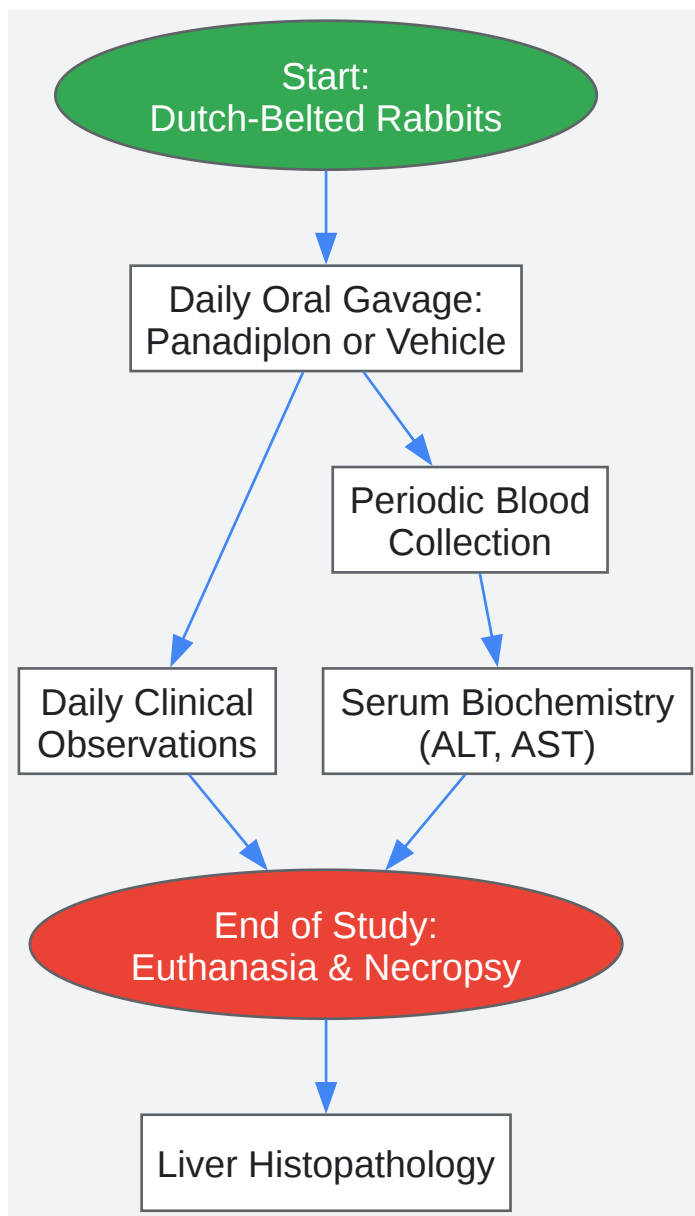 Start:
Dutch-Belted Rabbits
Daily Oral Gavage:
Panadiplon or Vehicle
Periodic Blood
Collection
Daily Clinical
Observations
Serum Biochemistry
(ALT, AST)
End of Study:
Euthanasia & Necropsy
Liver Histopathology